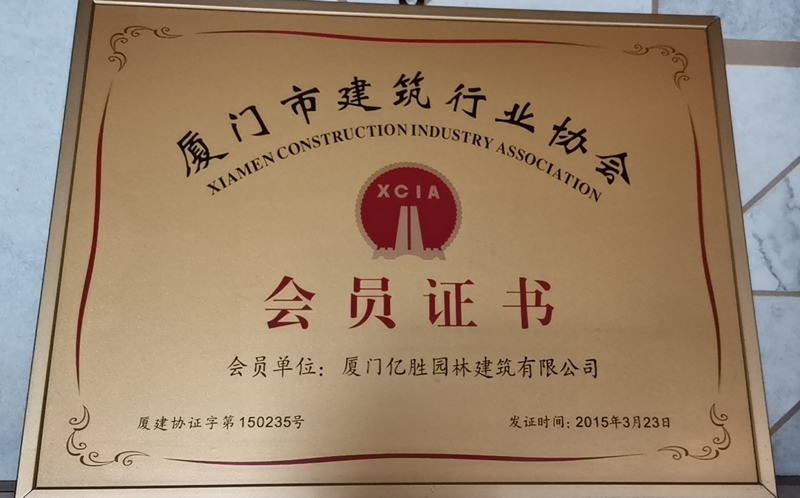 厦门市建筑行业协会
XIAMEN CONSTRUCTION INDUSTRY ASSOCIATION
XCIA
会员证书
会员单位：厦门亿胜园林建筑有限公司
厦建协证字第150235号
发证时间：2015年3月23日